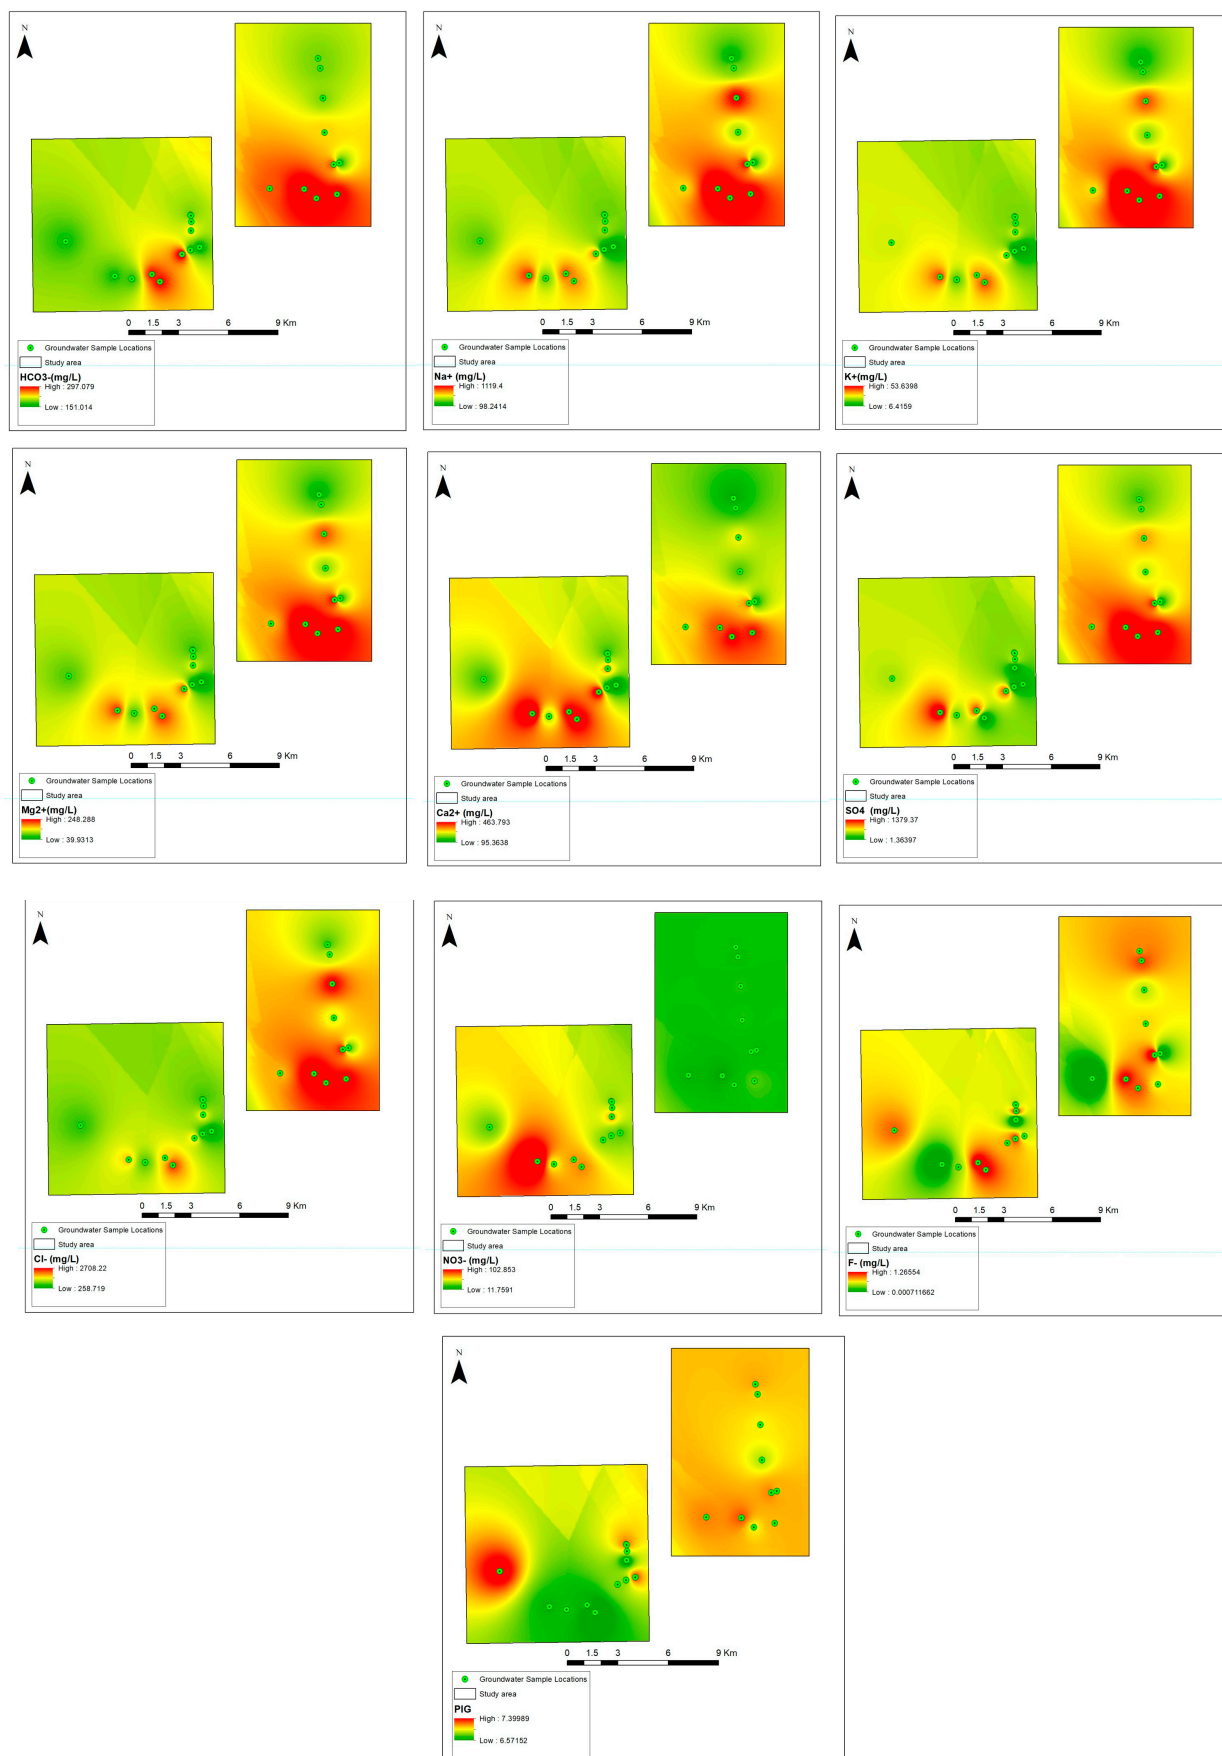 N
0 1.5 3 6 9 Km
Groundwater Sample Locations
Study area
HCO3-(mg/L)
High : 297.079
Low : 151.014
N
0 1.5 3 6 9 Km
Groundwater Sample Locations
Study area
Na+ (mg/L)
High : 1119.4
Low : 98.2414
N
0 1.5 3 6 9 Km
Groundwater Sample Locations
Study area
K+(mg/L)
High : 53.6398
Low : 6.4159
N
0 1.5 3 6 9 Km
Groundwater Sample Locations
Study area
Mg2+(mg/L)
High : 248.288
Low : 39.9313
N
0 1.5 3 6 9 Km
Groundwater Sample Locations
Study area
Ca2+ (mg/L)
High : 463.793
Low : 95.3638
N
0 1.5 3 6 9 Km
Groundwater Sample Locations
Study area
SO4 (mg/L)
High : 1379.37
Low : 1.36397
N
0 1.5 3 6 9 Km
Groundwater Sample Locations
Study area
Cl- (mg/L)
High : 2708.22
Low : 258.719
N
0 1.5 3 6 9 Km
Groundwater Sample Locations
Study area
NO3- (mg/L)
High : 102.853
Low : 11.7591
N
0 1.5 3 6 9 Km
Groundwater Sample Locations
Study area
F- (mg/L)
High : 1.26554
Low : 0.000711662
N
0 1.5 3 6 9 Km
Groundwater Sample Locations
Study area
PIG
High : 7.39989
Low : 6.57152